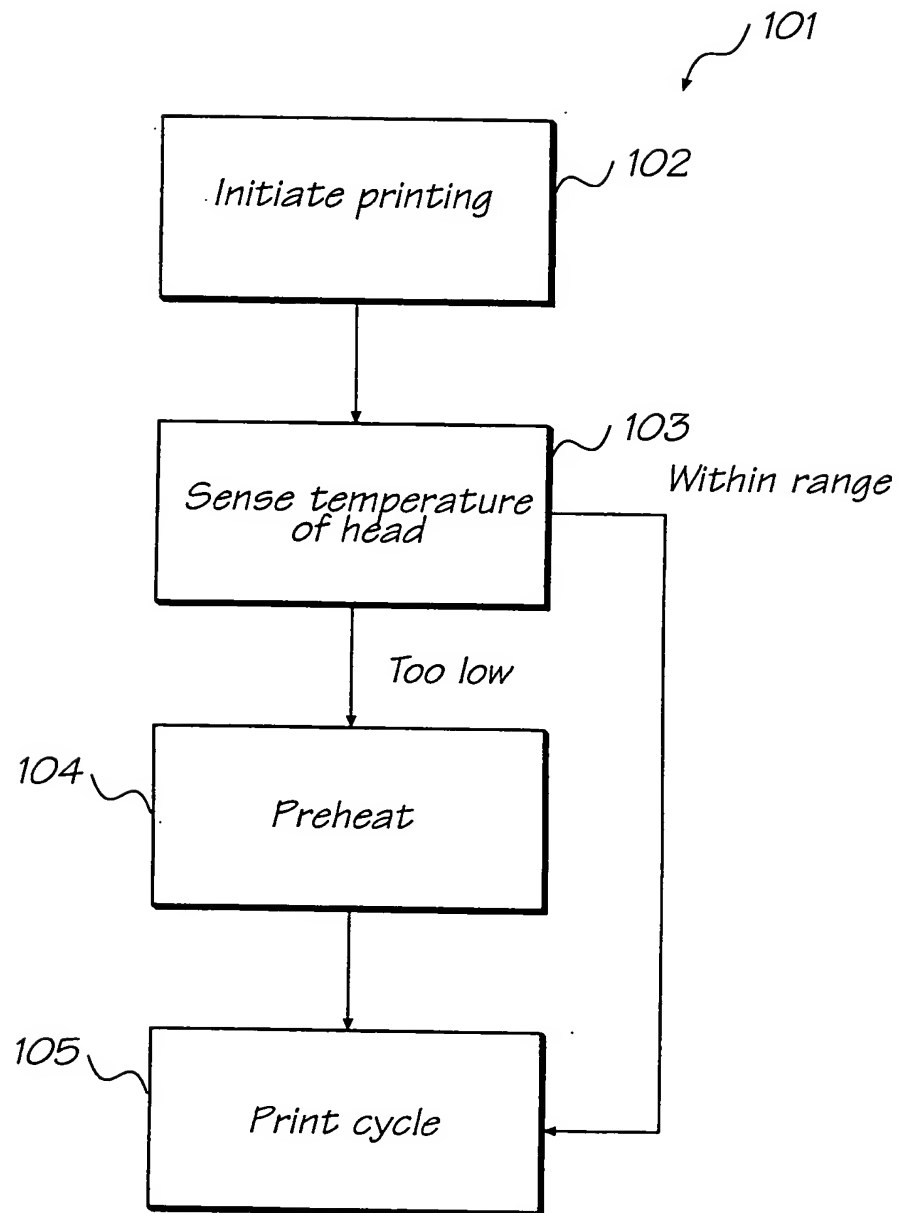 101
Initiate printing
102
103
Within range
Sense temperature
of head
Too low
104
Preheat
105
Print cycle